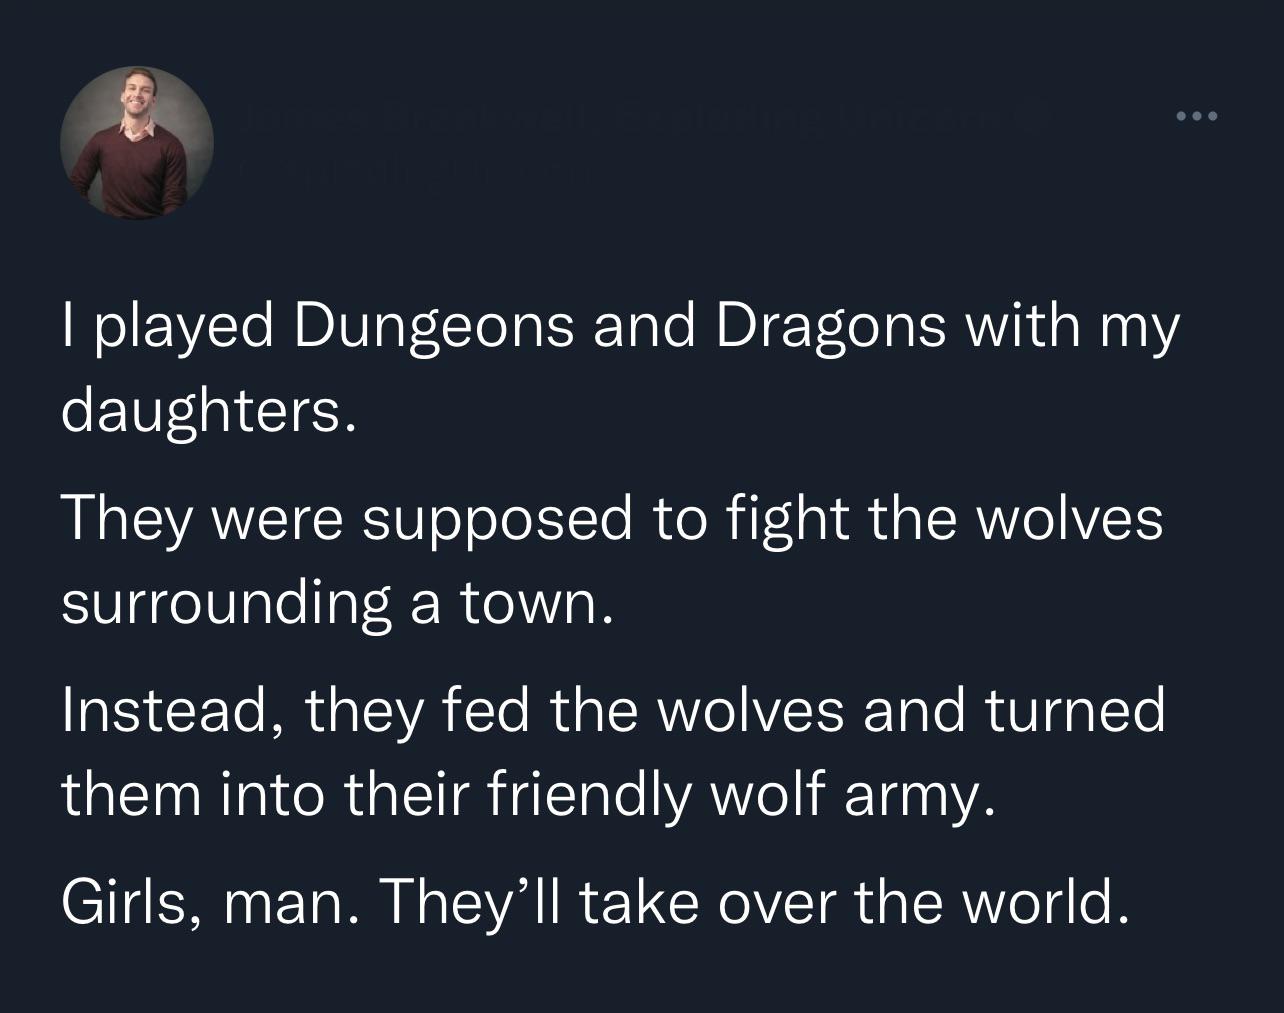 I played Dungeons and Dragons with my
daughters.
They were supposed to fight the wolves
surrounding a town.
Instead, they fed the wolves and turned
them into their friendly wolf army.
Girls, man. They’ll take over the world.